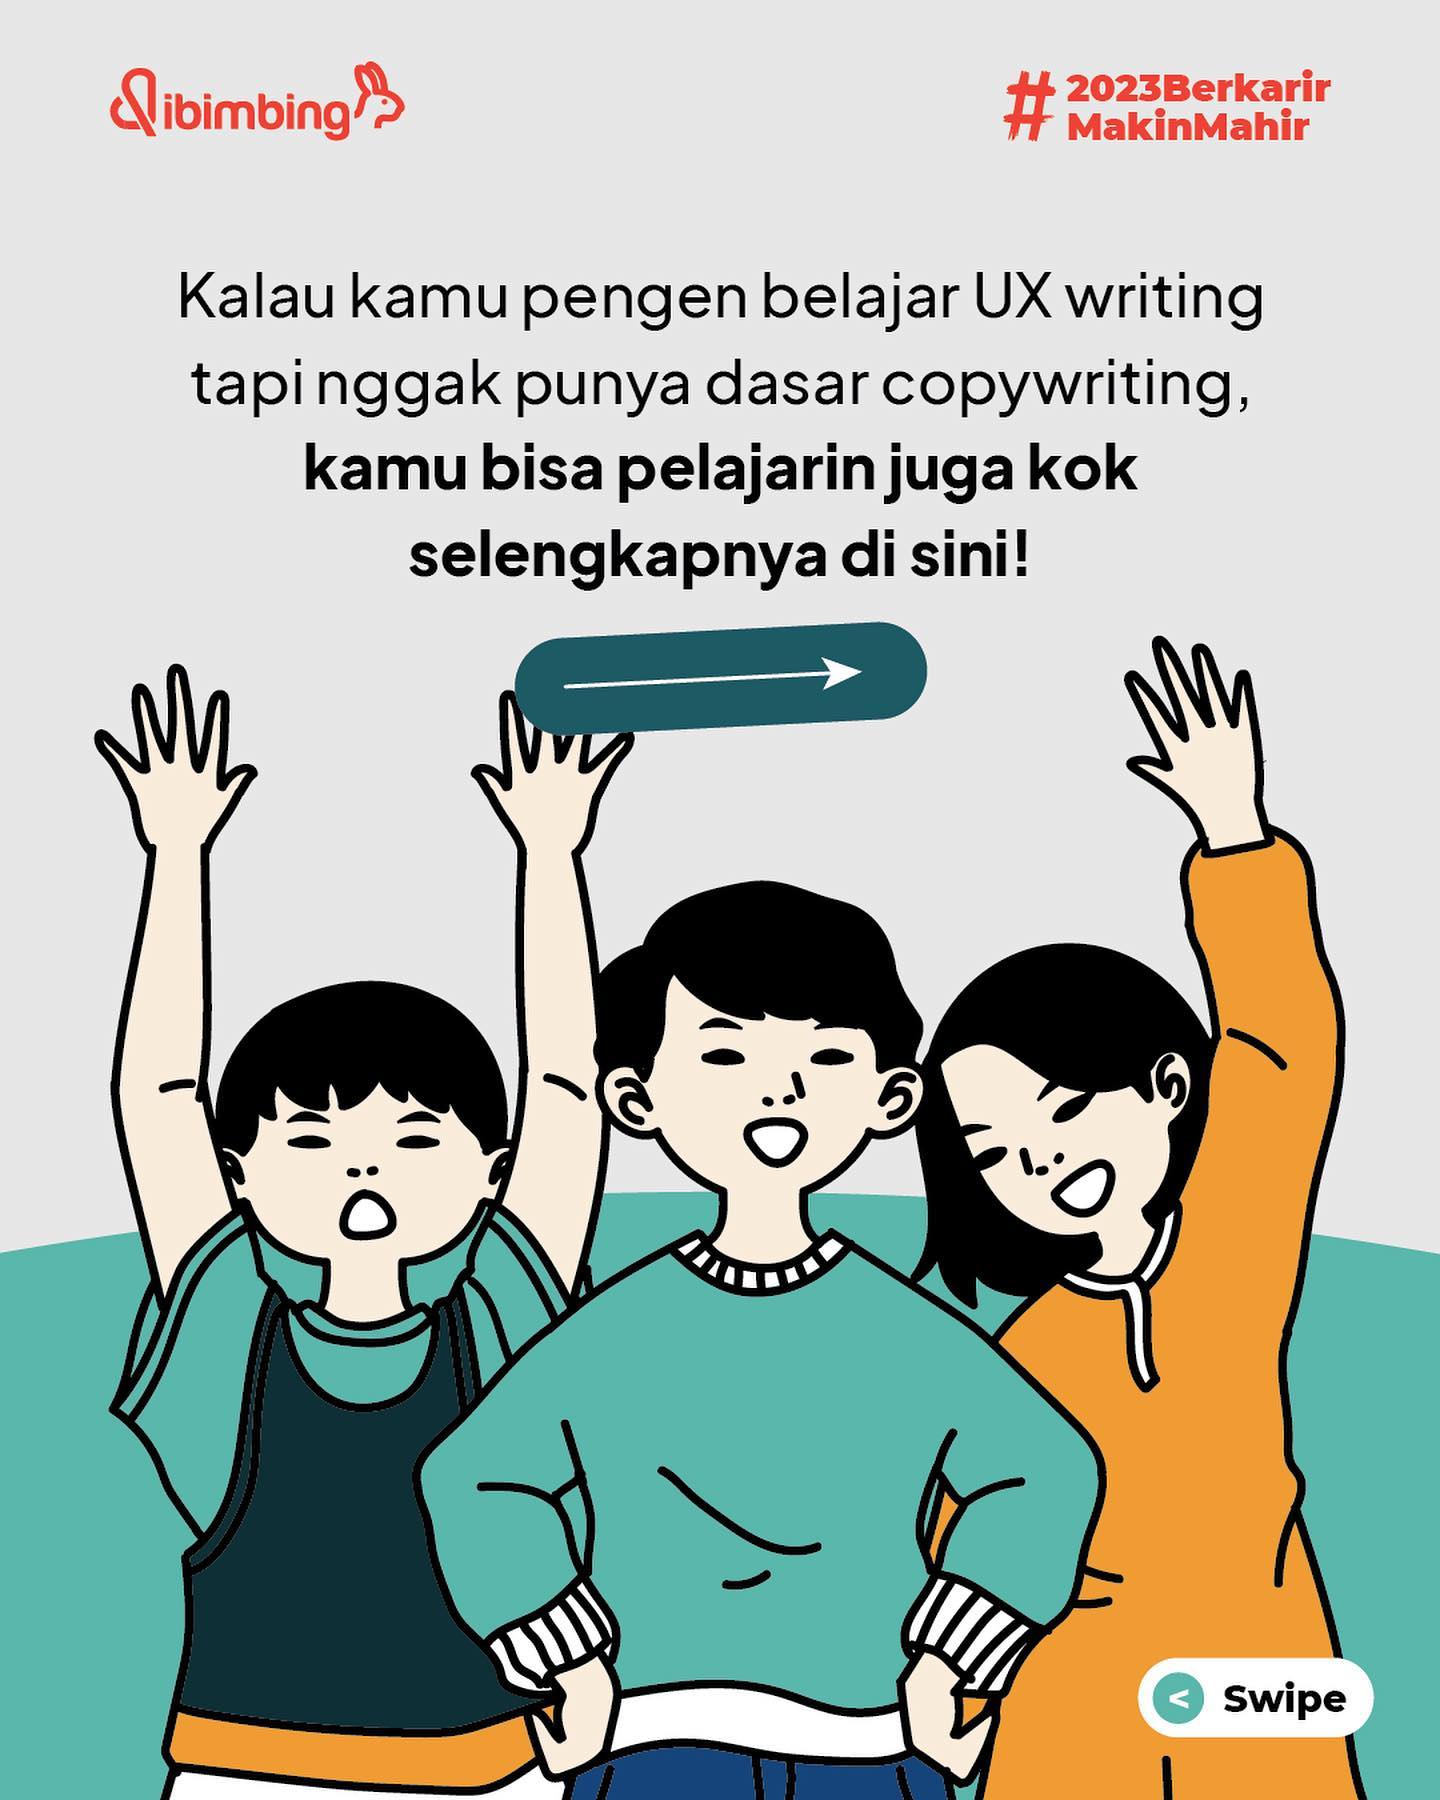 dibimbing
#2023Berkarir
MakinMahir
Kalau kamu pengen belajar UX writing
tapi nggak punya dasar copywriting,
kamu bisa pelajarin juga kok
selengkapnya di sini!
< Swipe